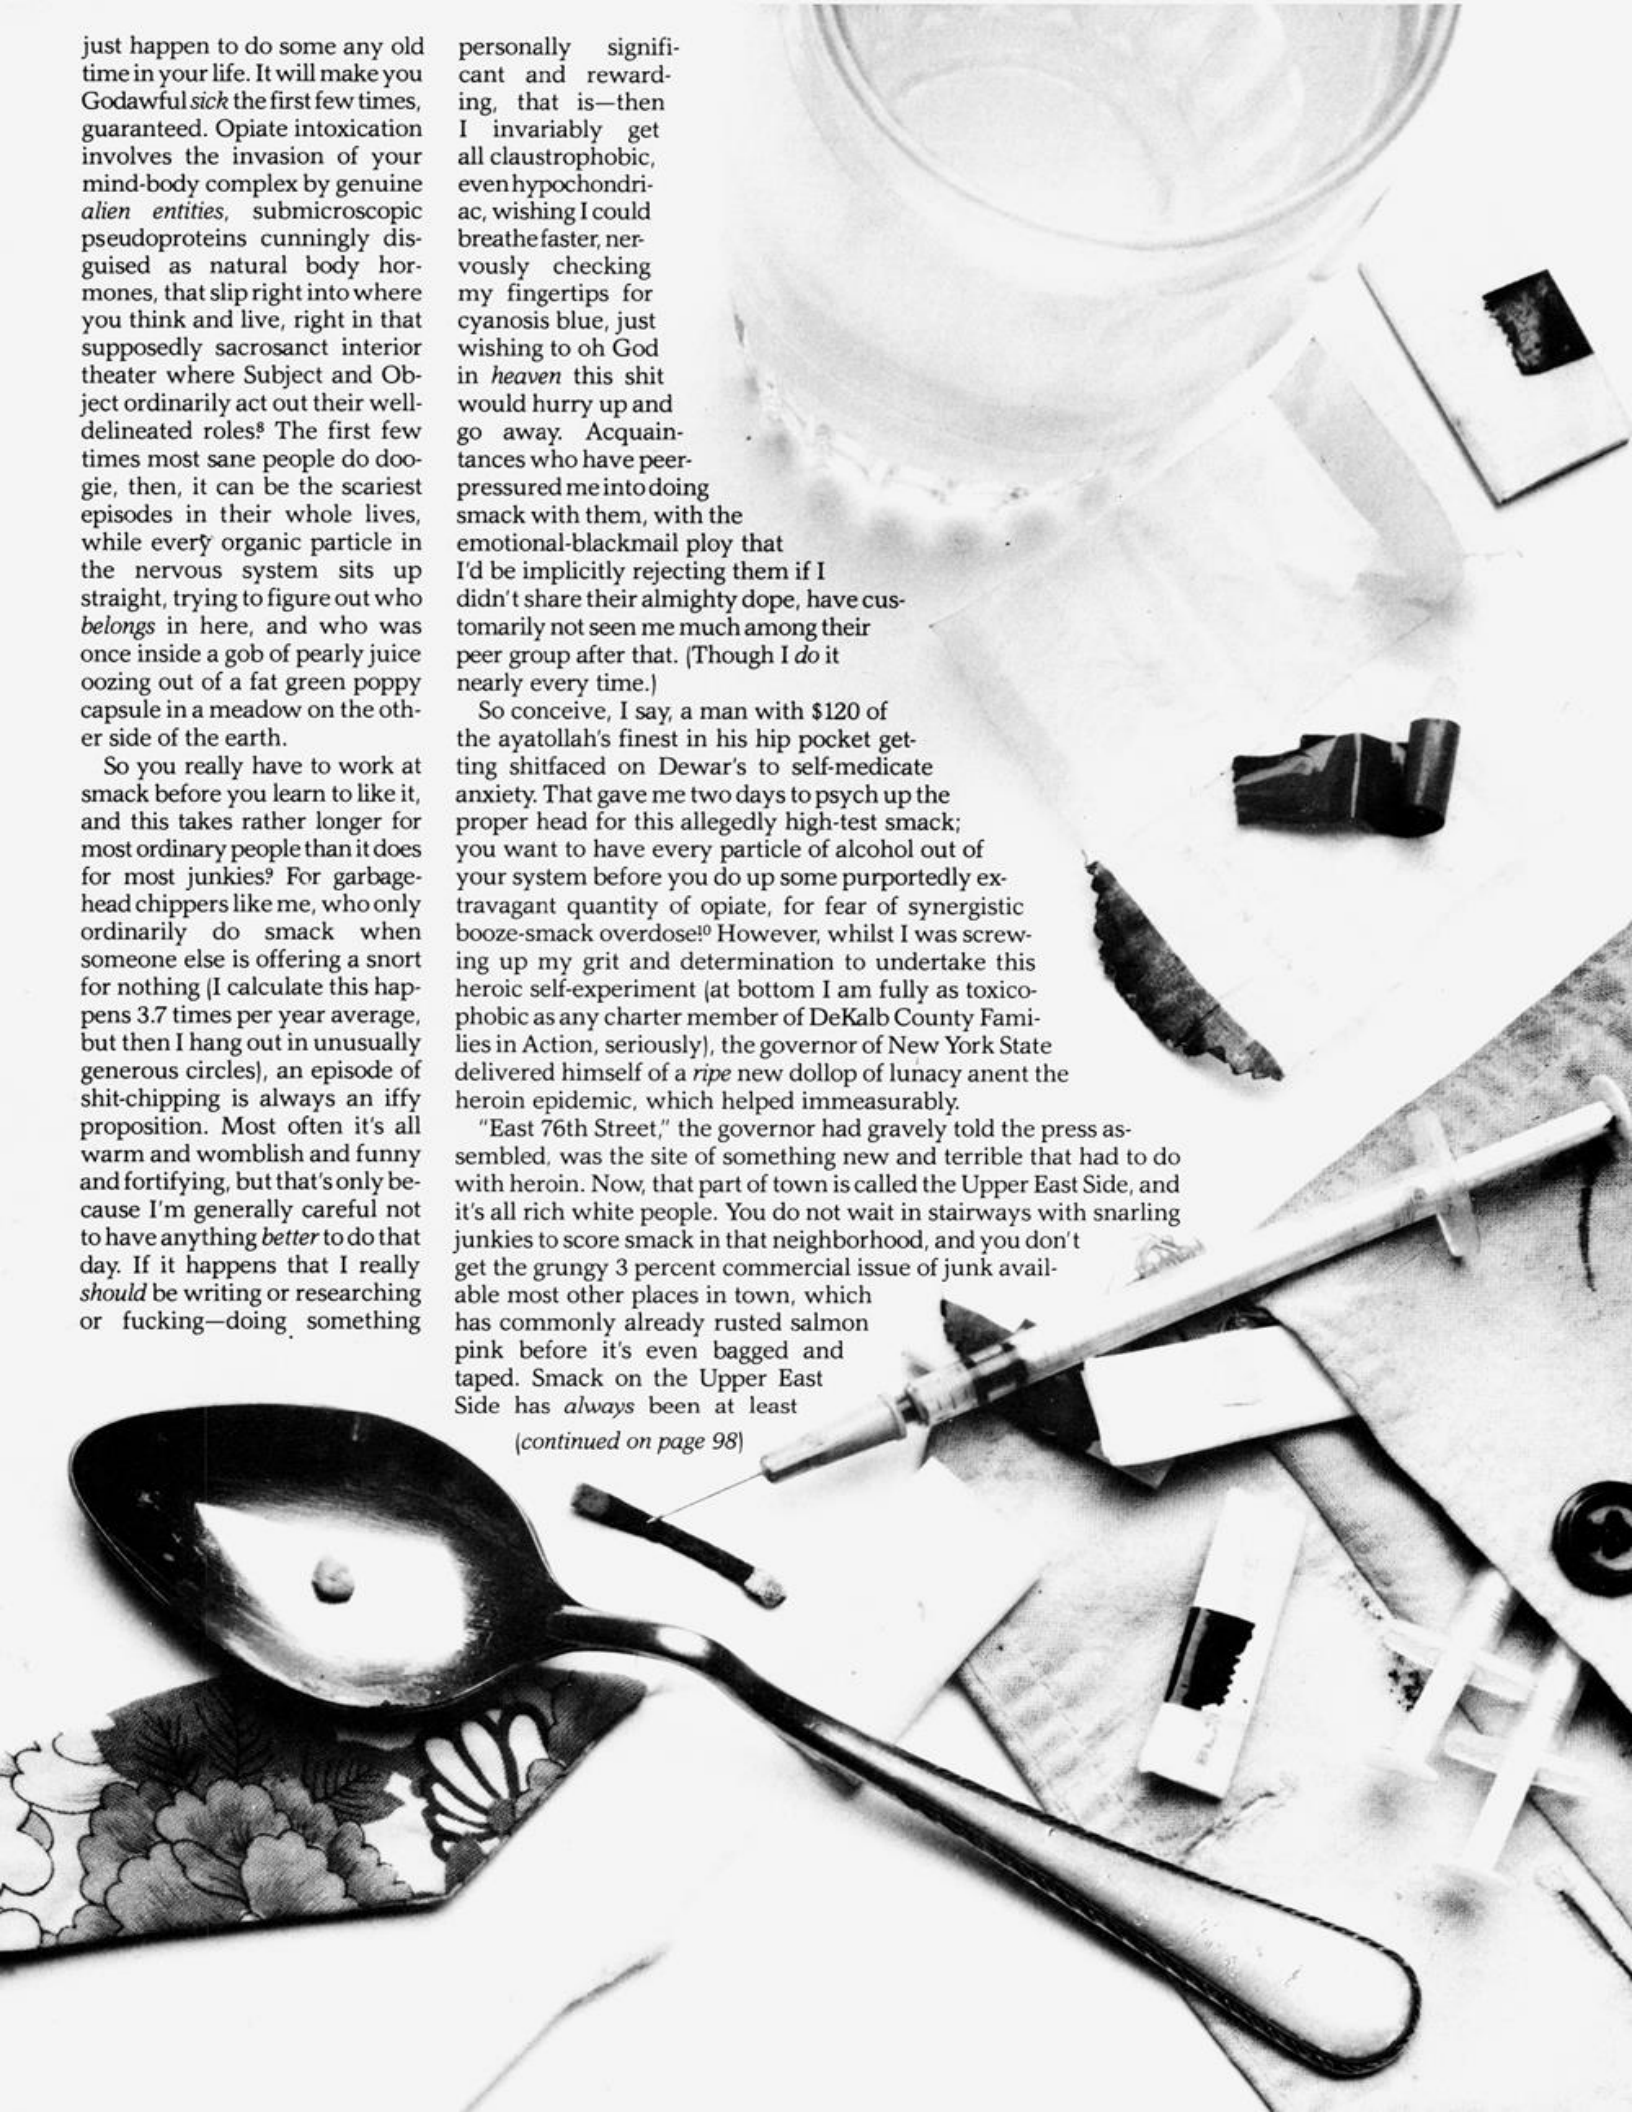 just happen to do some any old
time in your life. It will make you
Godawful sick the first few times,
guaranteed. Opiate intoxication
involves the invasion of your
mind-body complex by genuine
alien entities, submicroscopic
pseudoproteins cunningly dis-
guised as natural body hor-
mones, that slip right into where
you think and live, right in that
supposedly sacrosanct interior
theater where Subject and Ob-
ject ordinarily act out their well-
delineated roles.⁸ The first few
times most sane people do doo-
gie, then, it can be the scariest
episodes in their whole lives,
while every organic particle in
the nervous system sits up
straight, trying to figure out who
belongs in here, and who was
once inside a gob of pearly juice
oozing out of a fat green poppy
capsule in a meadow on the oth-
er side of the earth.
So you really have to work at
smack before you learn to like it,
and this takes rather longer for
most ordinary people than it does
for most junkies.⁹ For garbage-
head chippers like me, who only
ordinarily do smack when
someone else is offering a snort
for nothing (I calculate this hap-
pens 3.7 times per year average,
but then I hang out in unusually
generous circles), an episode of
shit-chipping is always an iffy
proposition. Most often it's all
warm and womblish and funny
and fortifying, but that's only be-
cause I'm generally careful not
to have anything better to do that
day. If it happens that I really
should be writing or researching
or fucking—doing something
personally signifi-
cant and reward-
ing, that is—then
I invariably get
all claustrophobic,
even hypochondri-
ac, wishing I could
breathe faster, ner-
vously checking
my fingertips for
cyanosis blue, just
wishing to oh God
in heaven this shit
would hurry up and
go away. Acquain-
tances who have peer-
pressured me into doing
smack with them, with the
emotional-blackmail ploy that
I'd be implicitly rejecting them if I
didn't share their almighty dope, have cus-
tomarily not seen me much among their
peer group after that. (Though I do it
nearly every time.)
So conceive, I say, a man with $120 of
the ayatollah's finest in his hip pocket get-
ting shitfaced on Dewar's to self-medicate
anxiety. That gave me two days to psych up the
proper head for this allegedly high-test smack;
you want to have every particle of alcohol out of
your system before you do up some purportedly ex-
travagant quantity of opiate, for fear of synergistic
booze-smack overdose.¹⁰ However, whilst I was screw-
ing up my grit and determination to undertake this
heroic self-experiment (at bottom I am fully as toxico-
phobic as any charter member of DeKalb County Fami-
lies in Action, seriously), the governor of New York State
delivered himself of a ripe new dollop of lunacy anent the
heroin epidemic, which helped immeasurably.
"East 76th Street," the governor had gravely told the press as-
sembled, was the site of something new and terrible that had to do
with heroin. Now, that part of town is called the Upper East Side, and
it's all rich white people. You do not wait in stairways with snarling
junkies to score smack in that neighborhood, and you don't
get the grungy 3 percent commercial issue of junk avail-
able most other places in town, which
has commonly already rusted salmon
pink before it's even bagged and
taped. Smack on the Upper East
Side has always been at least
(continued on page 98)